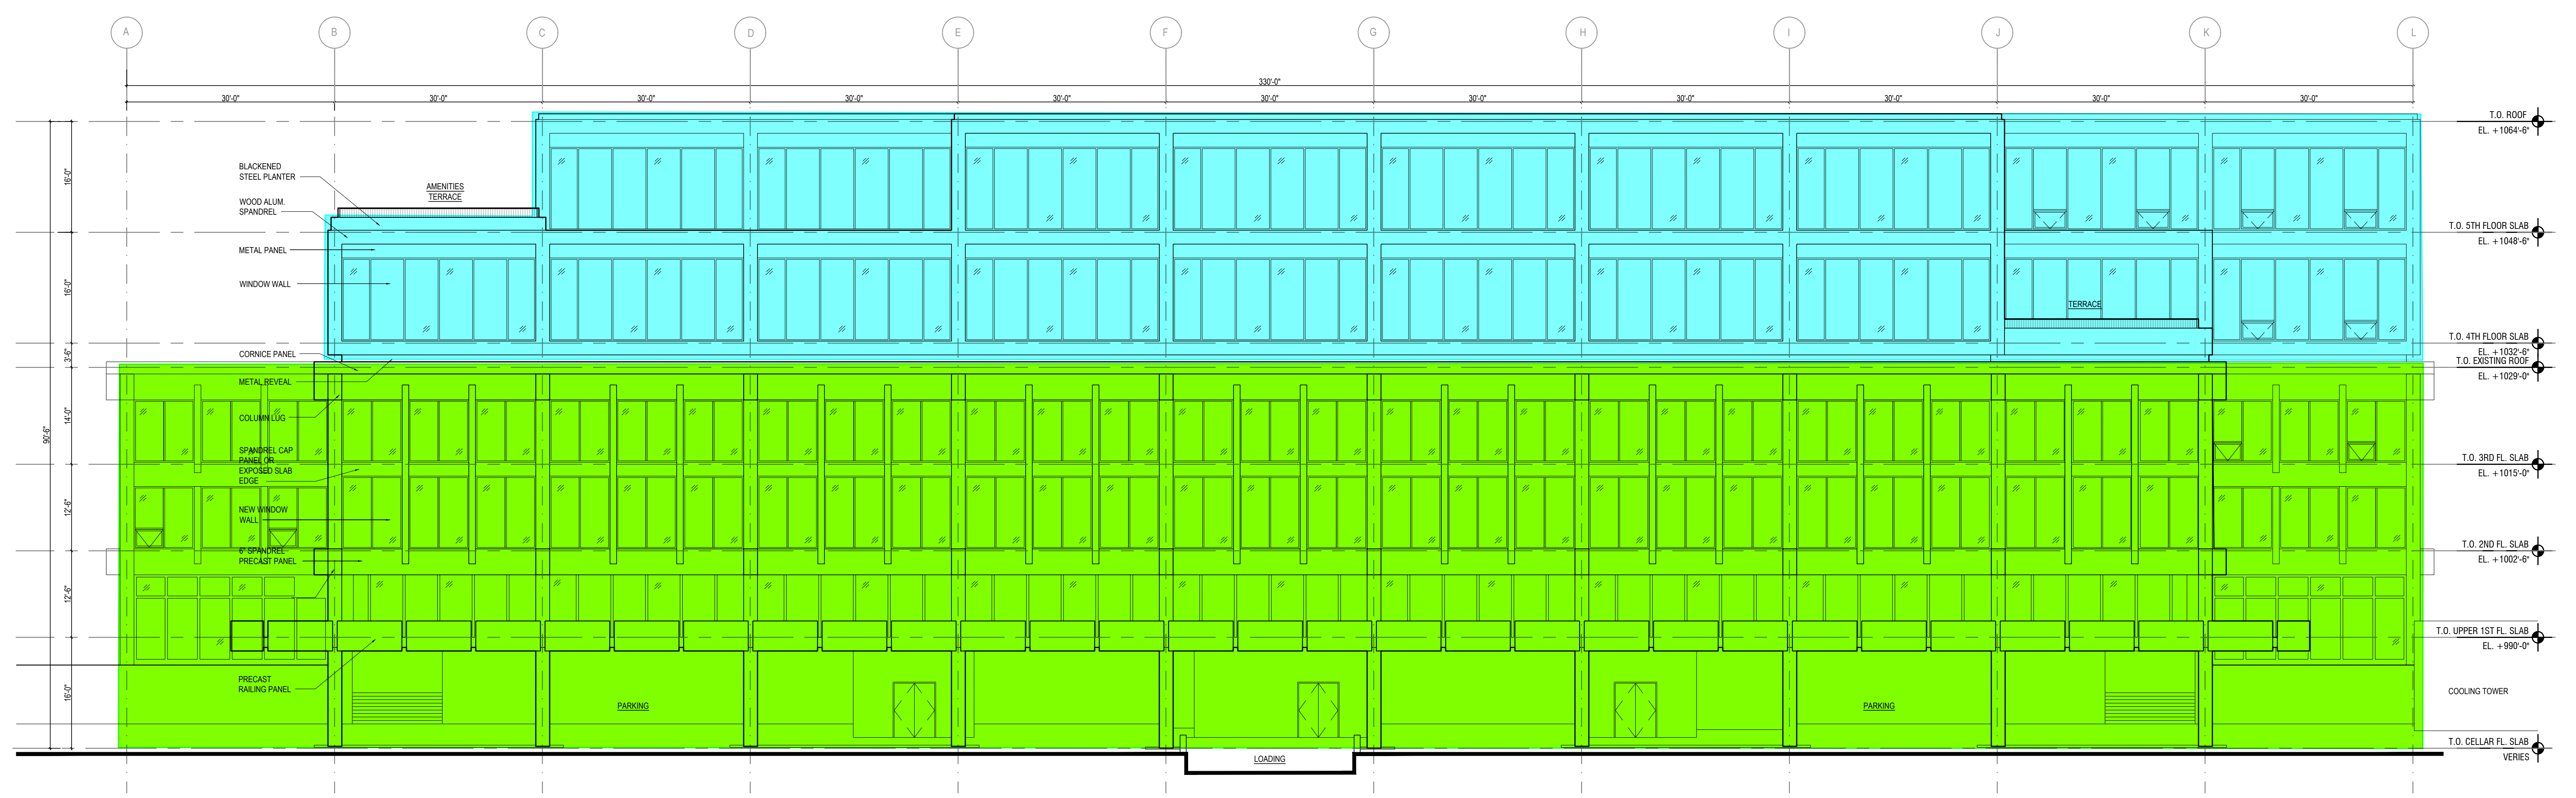 A B C D E F G H I J K L
330'-0"
30'-0" 30'-0" 30'-0" 30'-0" 30'-0" 30'-0" 30'-0" 30'-0" 30'-0" 30'-0" 30'-0"
T.O. ROOF
EL. +1064'-6"
16'-0"
BLACKENED
STEEL PLANTER
AMENITIES
TERRACE
WOOD ALUM.
SPANDREL
T.O. 5TH FLOOR SLAB
EL. +1048'-6"
METAL PANEL
16'-0"
WINDOW WALL
TERRACE
T.O. 4TH FLOOR SLAB
EL. +1032'-6"
3'-6"
CORNICE PANEL
T.O. EXISTING ROOF
EL. +1029'-0"
METAL REVEAL
14'-0"
COLUMN LUG
90'-6"
SPANDREL CAP
PANEL OR
EXPOSED SLAB
EDGE
T.O. 3RD FL. SLAB
EL. +1015'-0"
12'-6"
NEW WINDOW
WALL
6" SPANDREL
PRECAST PANEL
T.O. 2ND FL. SLAB
EL. +1002'-6"
12'-6"
T.O. UPPER 1ST FL. SLAB
EL. +990'-0"
PRECAST
RAILING PANEL
16'-0"
COOLING TOWER
PARKING
PARKING
T.O. CELLAR FL. SLAB
VERIES
LOADING